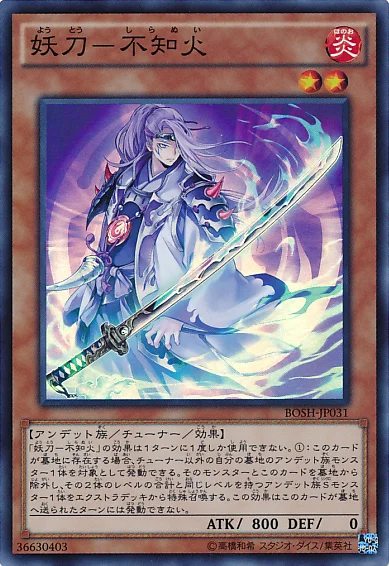 妖刀－不知火
炎
BOSH-JP031
【アンデット族／チューナー／効果】
「妖刀－不知火」の効果は１ターンに１度しか使用できない。①：このカード
が墓地に存在する場合、チューナー以外の自分の墓地のアンデット族モンス
ター１体を対象として発動できる。そのモンスターとこのカードを墓地から
除外し、その２体のレベルの合計と同じレベルを持つアンデット族Ｓモン
スター１体をエクストラデッキから特殊召喚する。この効果はこのカードが墓地
へ送られたターンには発動できない。
ATK/ 800 DEF/ 0
36630403
©高橋和希 スタジオ・ダイス/集英社